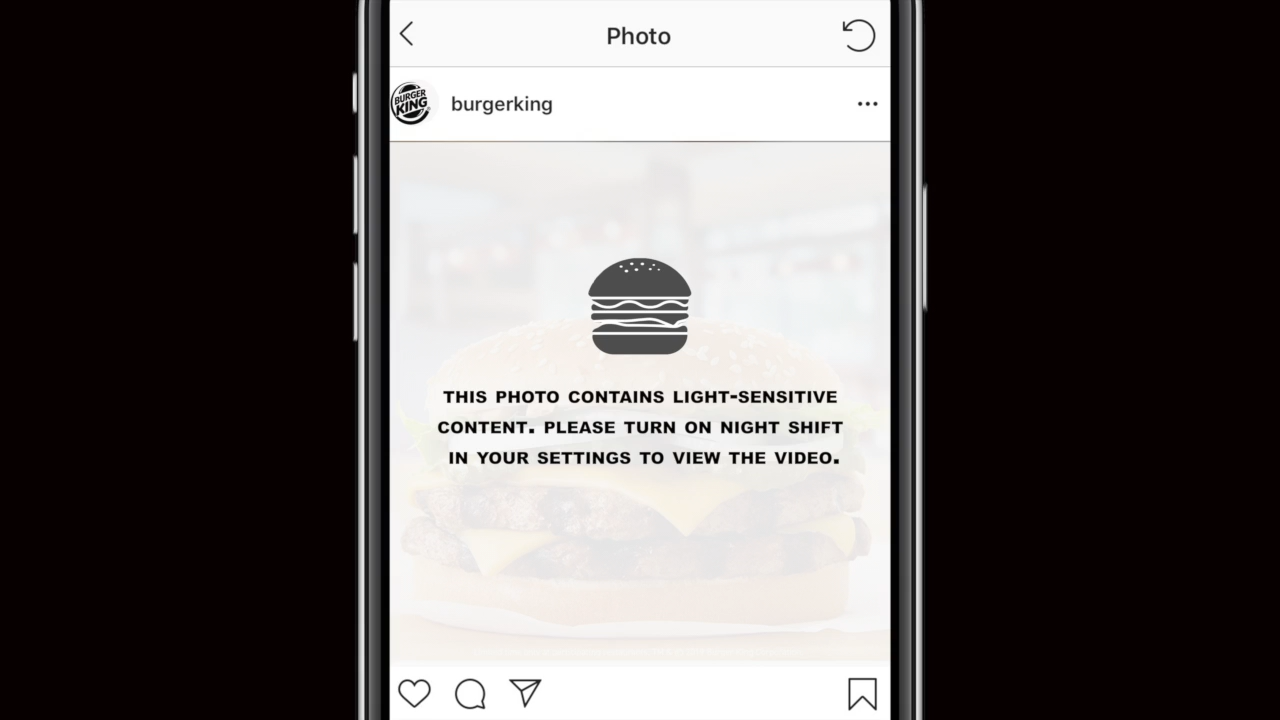 Photo
BURGER
KING
burgerking
THIS PHOTO CONTAINS LIGHT-SENSITIVE
CONTENT. PLEASE TURN ON NIGHT SHIFT
IN YOUR SETTINGS TO VIEW THE VIDEO.